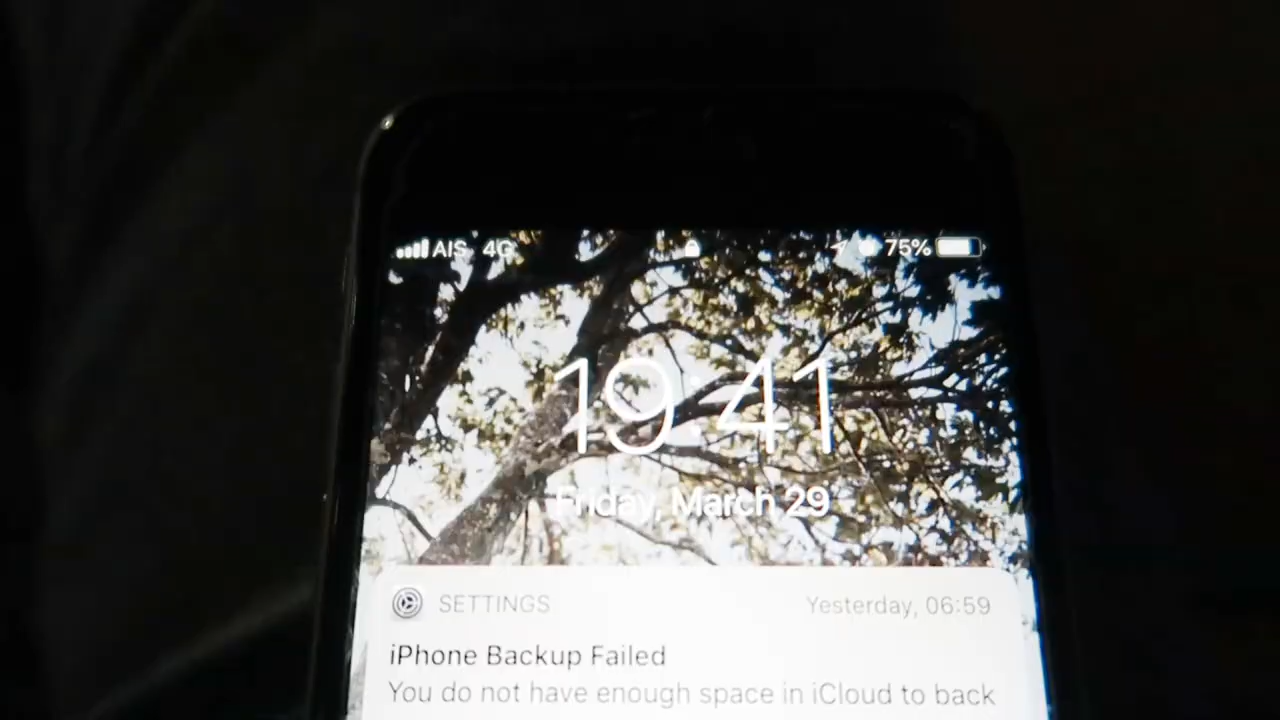 AIS 4G 75%
19:41
Friday, March 29
SETTINGS Yesterday, 06:59
iPhone Backup Failed
You do not have enough space in iCloud to back